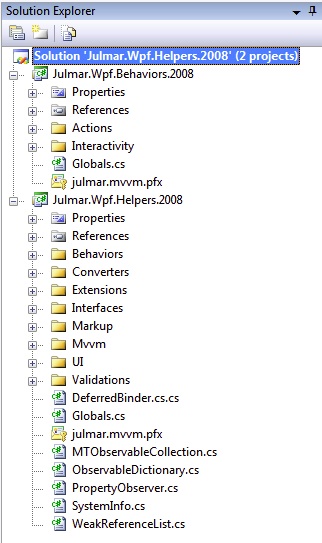 Solution Explorer
Solution 'Julmar.Wpf.Helpers.2008' (2 projects)
Julmar.Wpf.Behaviors.2008
Properties
References
Actions
Interactivity
Globals.cs
julmar.mvvm.pfx
Julmar.Wpf.Helpers.2008
Properties
References
Behaviors
Converters
Extensions
Interfaces
Markup
Mvvm
UI
Validations
DeferredBinder.cs.cs
Globals.cs
julmar.mvvm.pfx
MTObservableCollection.cs
ObservableDictionary.cs
PropertyObserver.cs
SystemInfo.cs
WeakReferenceList.cs